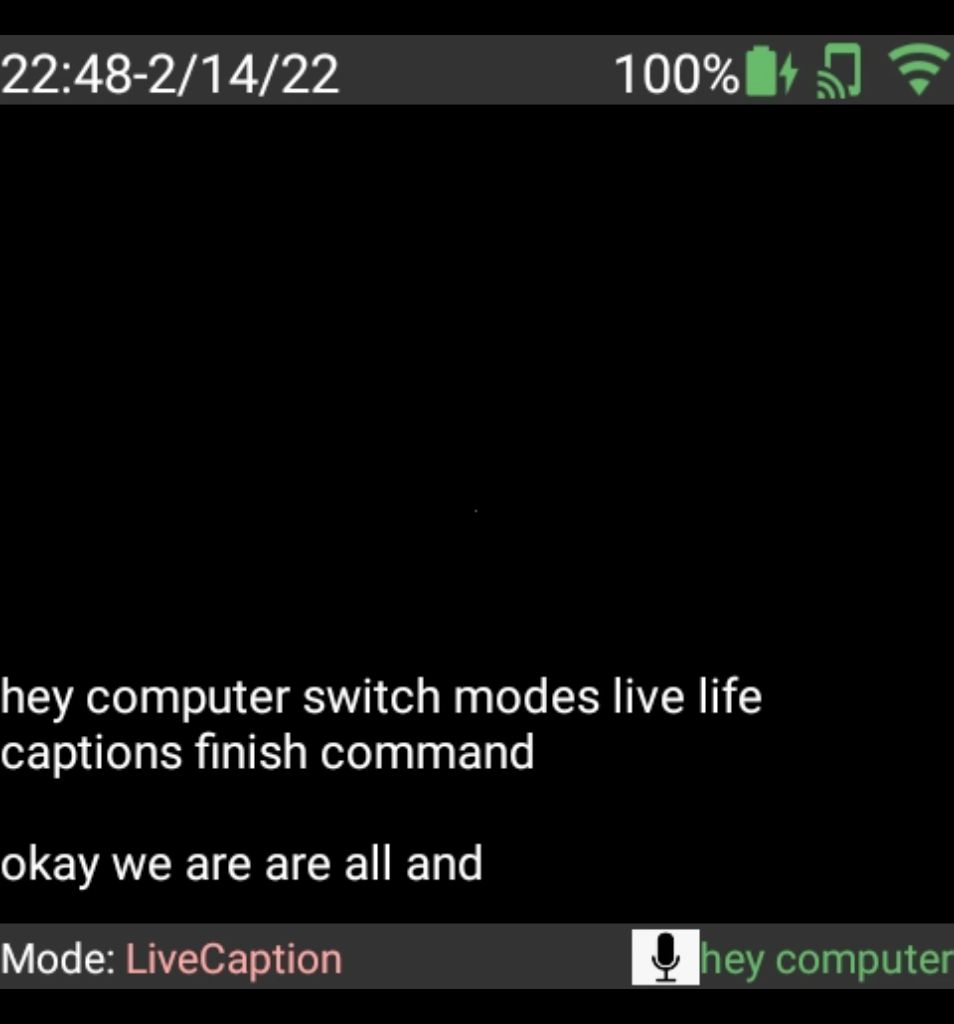 22:48-2/14/22 100%
hey computer switch modes live life
captions finish command
okay we are are all and
Mode: LiveCaption hey computer